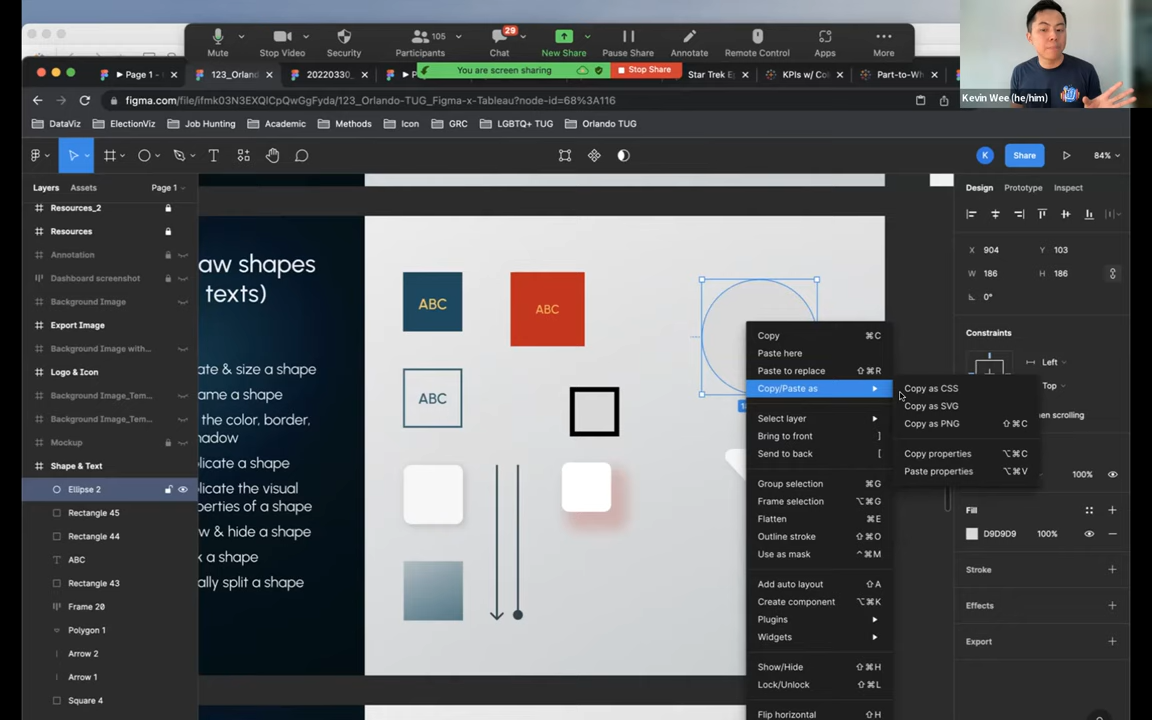 Mute
Stop Video
Security
105
Participants
29
Chat
New Share
Pause Share
Annotate
Remote Control
Apps
More
Page 1 -
123_Orland
20220330_
You are screen sharing
Stop Share
Star Trek Ep
KPIs w/ Col
Part-to-Wh
Kevin Wee (he/him)
figma.com/file/ifmk03N3EXQICpQwGgFyda/123_Orlando-TUG_Figma-x-Tableau?node-id=68%3A116
DataViz
ElectionViz
Job Hunting
Academic
Methods
Icon
GRC
LGBTQ+ TUG
Orlando TUG
K
Share
84%
Layers
Assets
Page 1
Design
Prototype
Inspect
Resources_2
Resources
Annotation
Dashboard screenshot
Background Image
Export Image
Background Image with...
Logo & Icon
Background Image_Tem...
Background Image_Tem...
Mockup
Shape & Text
Ellipse 2
Rectangle 45
Rectangle 44
ABC
Rectangle 43
Frame 20
Polygon 1
Arrow 2
Arrow 1
Square 4
aw shapes
texts)
ate & size a shape
ame a shape
the color, border,
hadow
licate a shape
licate the visual
perties of a shape
w & hide a shape
k a shape
ally split a shape
ABC
ABC
ABC
Copy ⌘C
Paste here
Paste to replace ⇧⌘R
Copy/Paste as
Select layer
Bring to front ]
Send to back [
Group selection ⌘G
Frame selection ⌥⌘G
Flatten ⌘E
Outline stroke ⇧⌘O
Use as mask ^⌘M
Add auto layout ⇧A
Create component ⌥⌘K
Plugins
Widgets
Show/Hide ⇧⌘H
Lock/Unlock ⇧⌘L
Flip horizontal ⇧H
Copy as CSS
Copy as SVG
Copy as PNG ⇧⌘C
Copy properties ⌥⌘C
Paste properties ⌥⌘V
X 904
Y 103
W 186
H 186
0°
Constraints
Left
Top
hen scrolling
100%
Fill
D9D9D9 100%
Stroke
Effects
Export